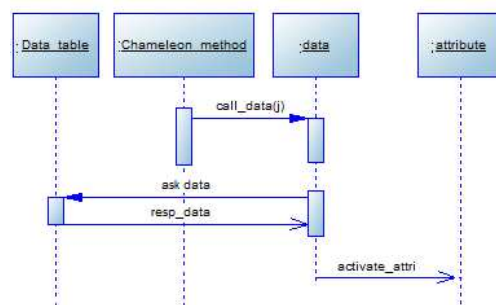 :Data_table
:Chameleon_method
:data
:attribute
call_data(j)
ask data
resp_data
activate_attri